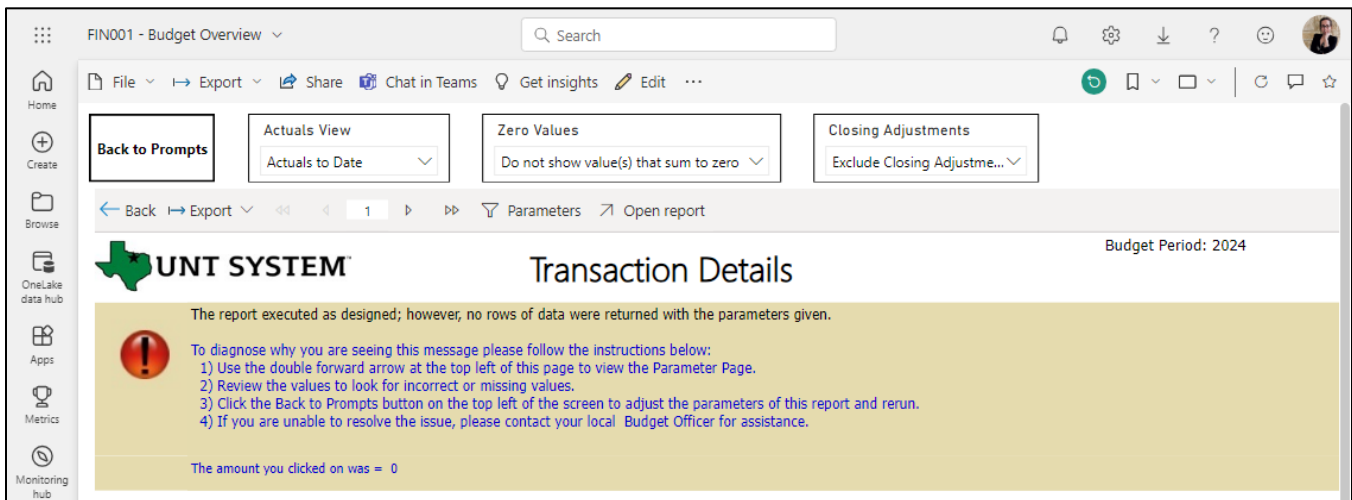 FIN001 - Budget Overview
Search
?
File Export Share Chat in Teams Get insights Edit ...
Home
Create
Browse
OneLake
data hub
Apps
Metrics
Monitoring
hub
Back to Prompts
Actuals View
Actuals to Date
Zero Values
Do not show value(s) that sum to zero
Closing Adjustments
Exclude Closing Adjustme...
Back Export 1 Parameters Open report
UNT SYSTEM
Transaction Details
Budget Period: 2024
The report executed as designed; however, no rows of data were returned with the parameters given.
To diagnose why you are seeing this message please follow the instructions below:
1) Use the double forward arrow at the top left of this page to view the Parameter Page.
2) Review the values to look for incorrect or missing values.
3) Click the Back to Prompts button on the top left of the screen to adjust the parameters of this report and rerun.
4) If you are unable to resolve the issue, please contact your local  Budget Officer for assistance.
The amount you clicked on was =  0